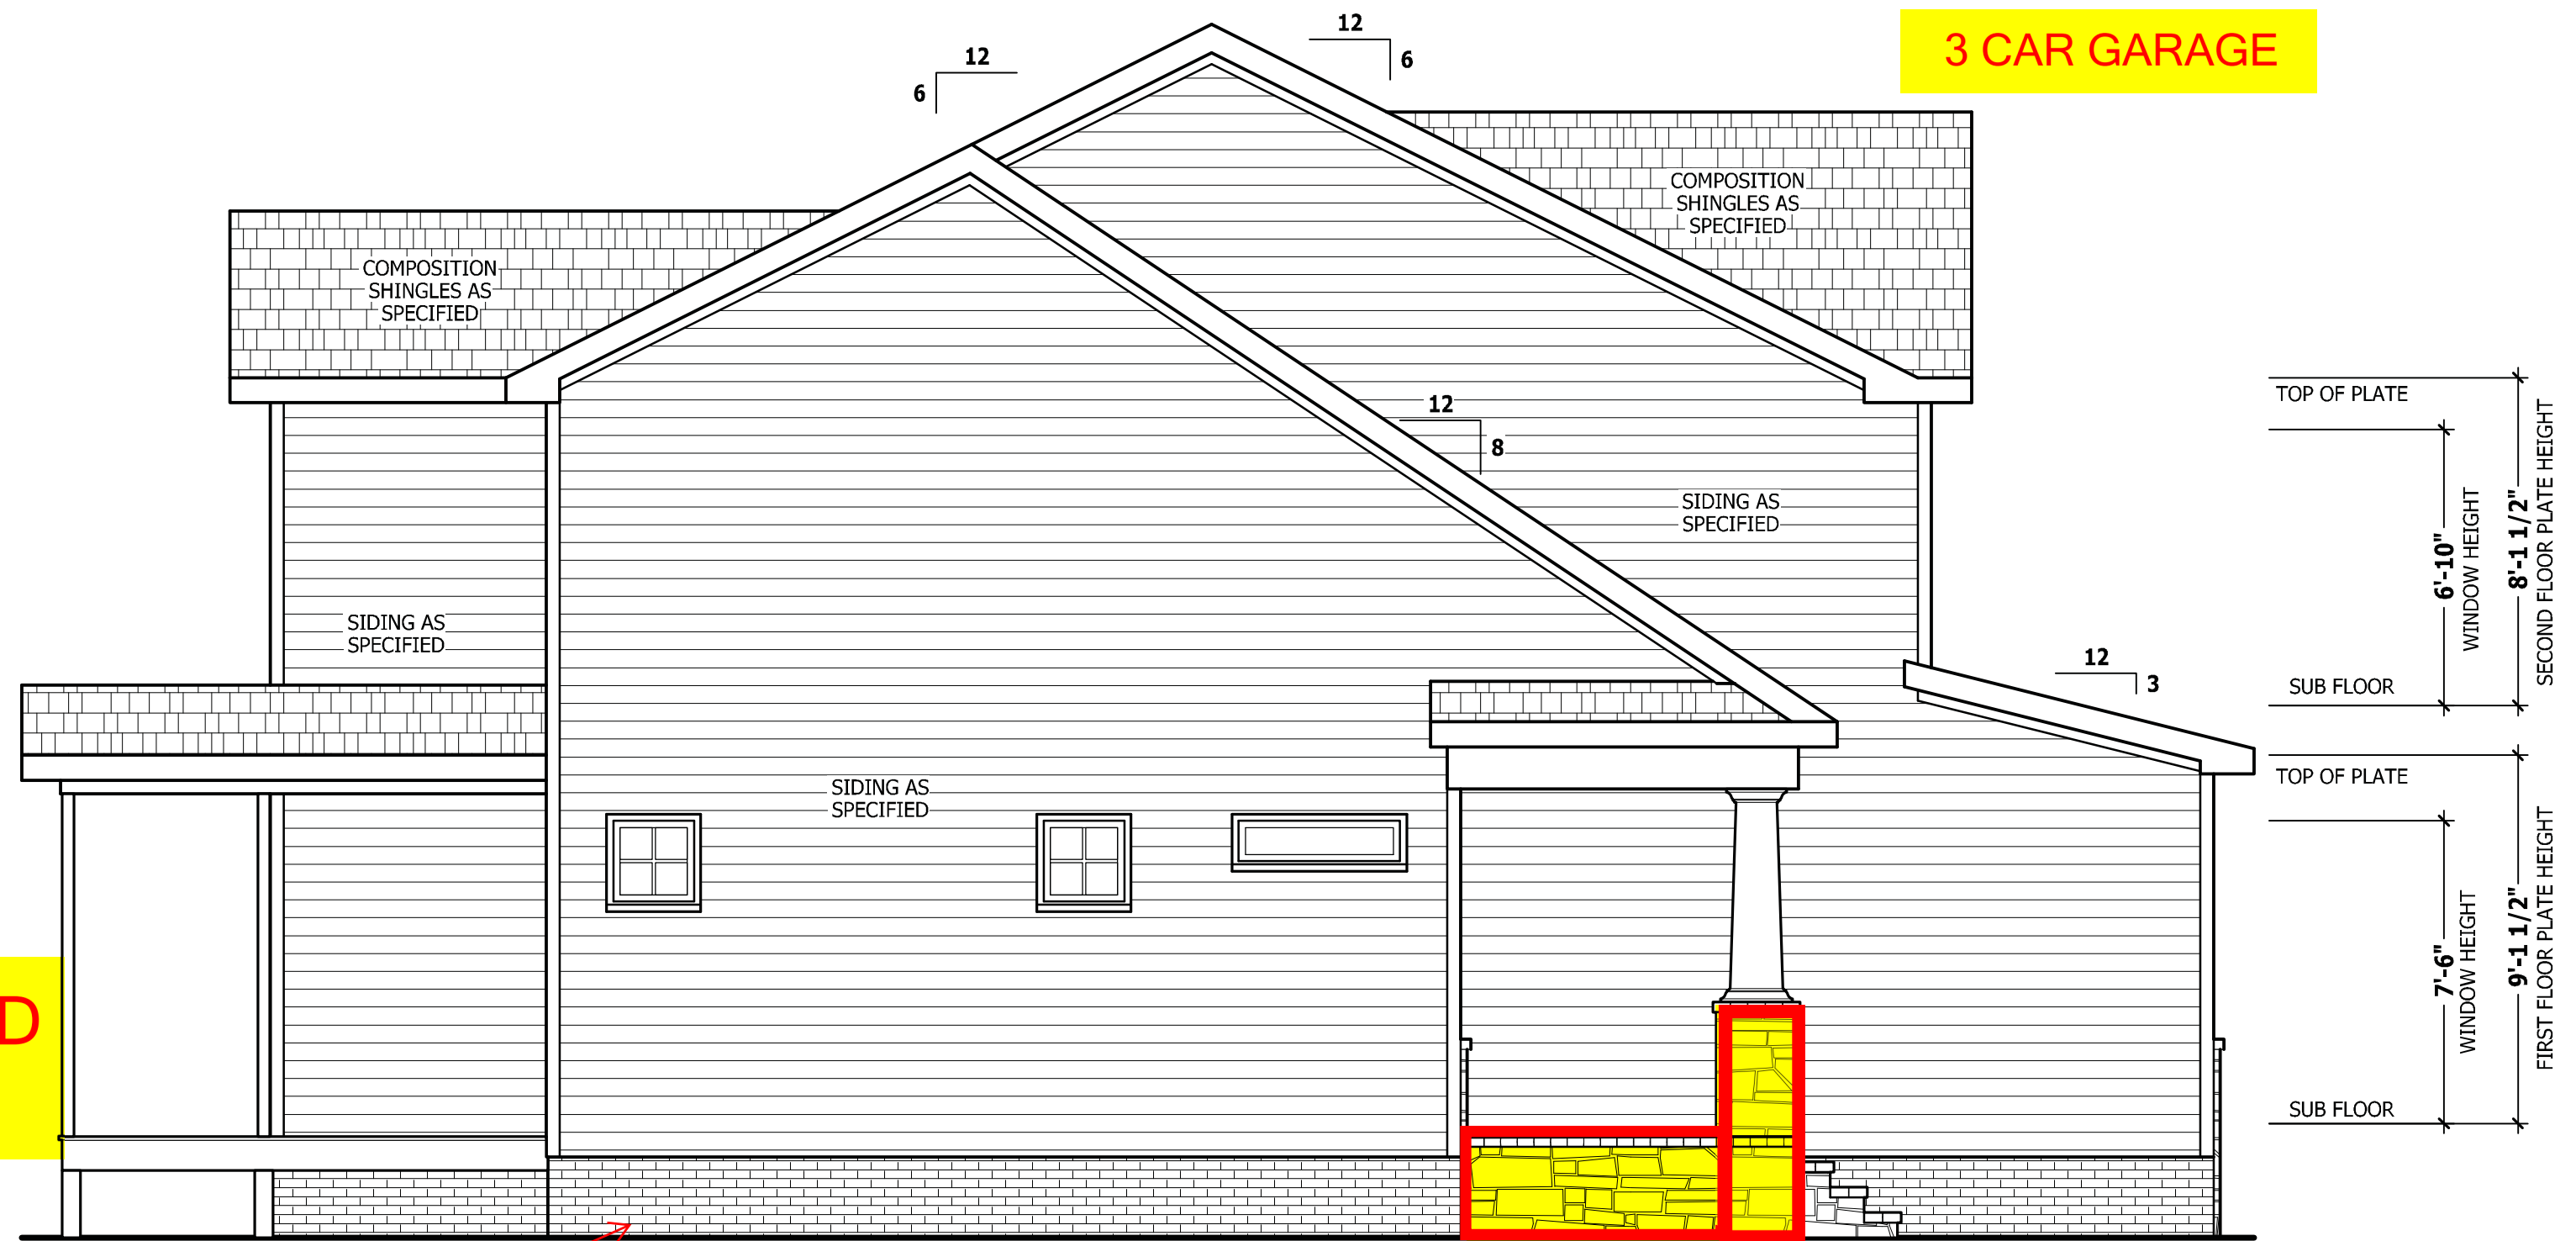 12
6
12
6
3 CAR GARAGE
COMPOSITION
SHINGLES AS
SPECIFIED
COMPOSITION
SHINGLES AS
SPECIFIED
12
8
SIDING AS
SPECIFIED
SIDING AS
SPECIFIED
SIDING AS
SPECIFIED
12
3
TOP OF PLATE
6'-10"
WINDOW HEIGHT
8'-1 1/2"
SECOND FLOOR PLATE HEIGHT
SUB FLOOR
TOP OF PLATE
7'-6"
WINDOW HEIGHT
9'-1 1/2"
FIRST FLOOR PLATE HEIGHT
SUB FLOOR
D